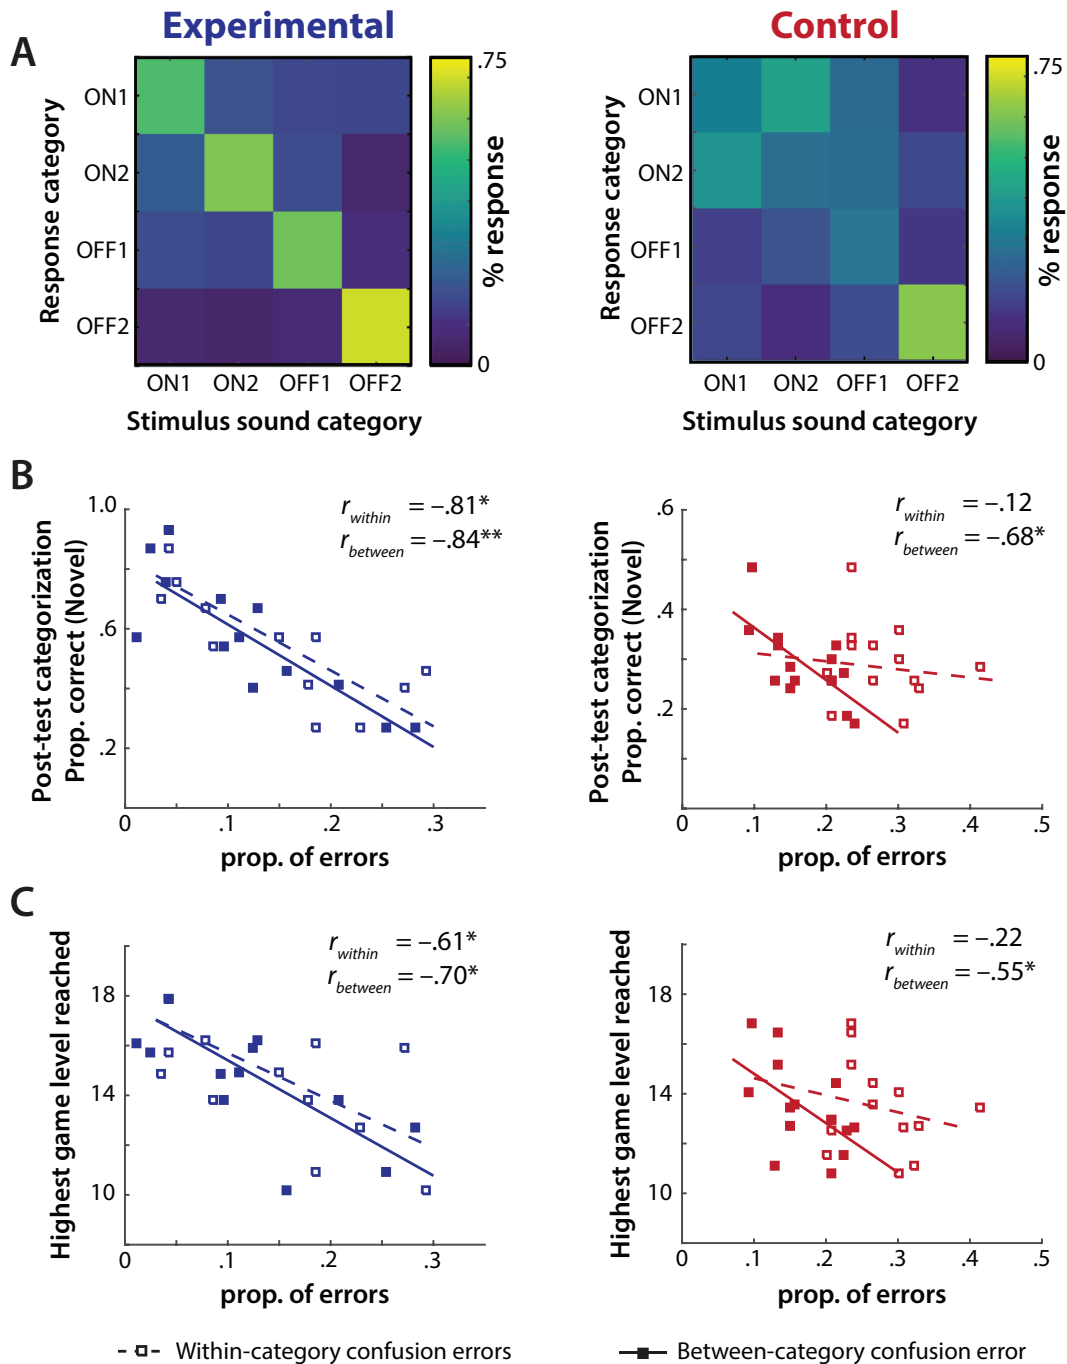 Experimental
Control
A
Response category
ON1
ON2
OFF1
OFF2
ON1 ON2 OFF1 OFF2
Stimulus sound category
.75
% response
0
Response category
ON1
ON2
OFF1
OFF2
ON1 ON2 OFF1 OFF2
Stimulus sound category
.75
% response
0
B
Post-test categorization
Prop. correct (Novel)
1.0
.6
.2
r within = –.81*
r between = –.84**
0 .1 .2 .3
prop. of errors
Post-test categorization
Prop. correct (Novel)
.6
.4
.2
r within = –.12
r between = –.68*
0 .1 .2 .3 .4 .5
prop. of errors
C
Highest game level reached
18
14
10
r within = –.61*
r between = –.70*
0 .1 .2 .3
prop. of errors
Highest game level reached
18
14
10
r within = –.22
r between = –.55*
0 .1 .2 .3 .4 .5
prop. of errors
Within-category confusion errors
Between-category confusion error